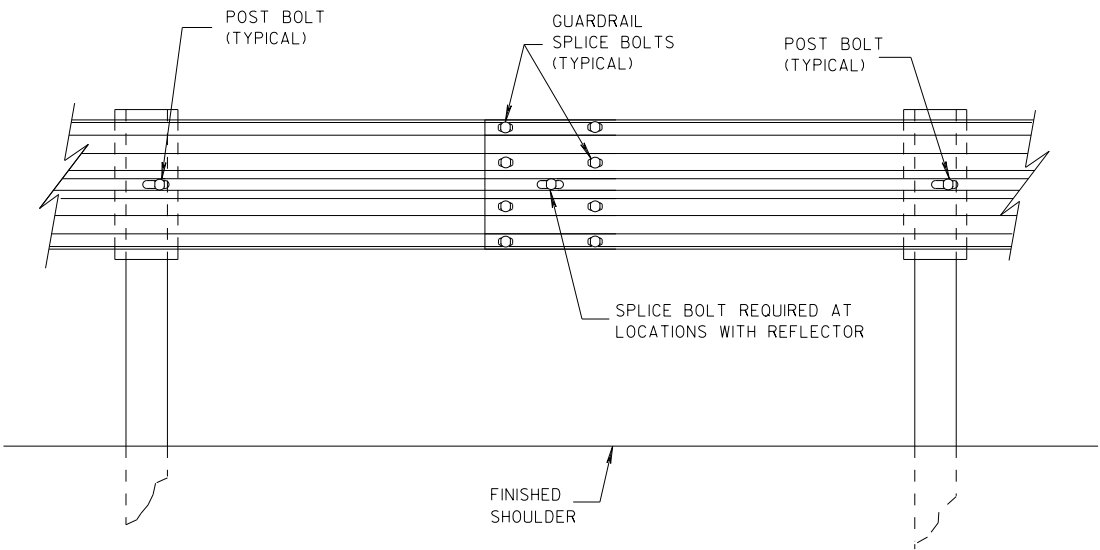 POST BOLT
(TYPICAL)
GUARDRAIL
SPLICE BOLTS
(TYPICAL)
POST BOLT
(TYPICAL)
SPLICE BOLT REQUIRED AT
LOCATIONS WITH REFLECTOR
FINISHED
SHOULDER